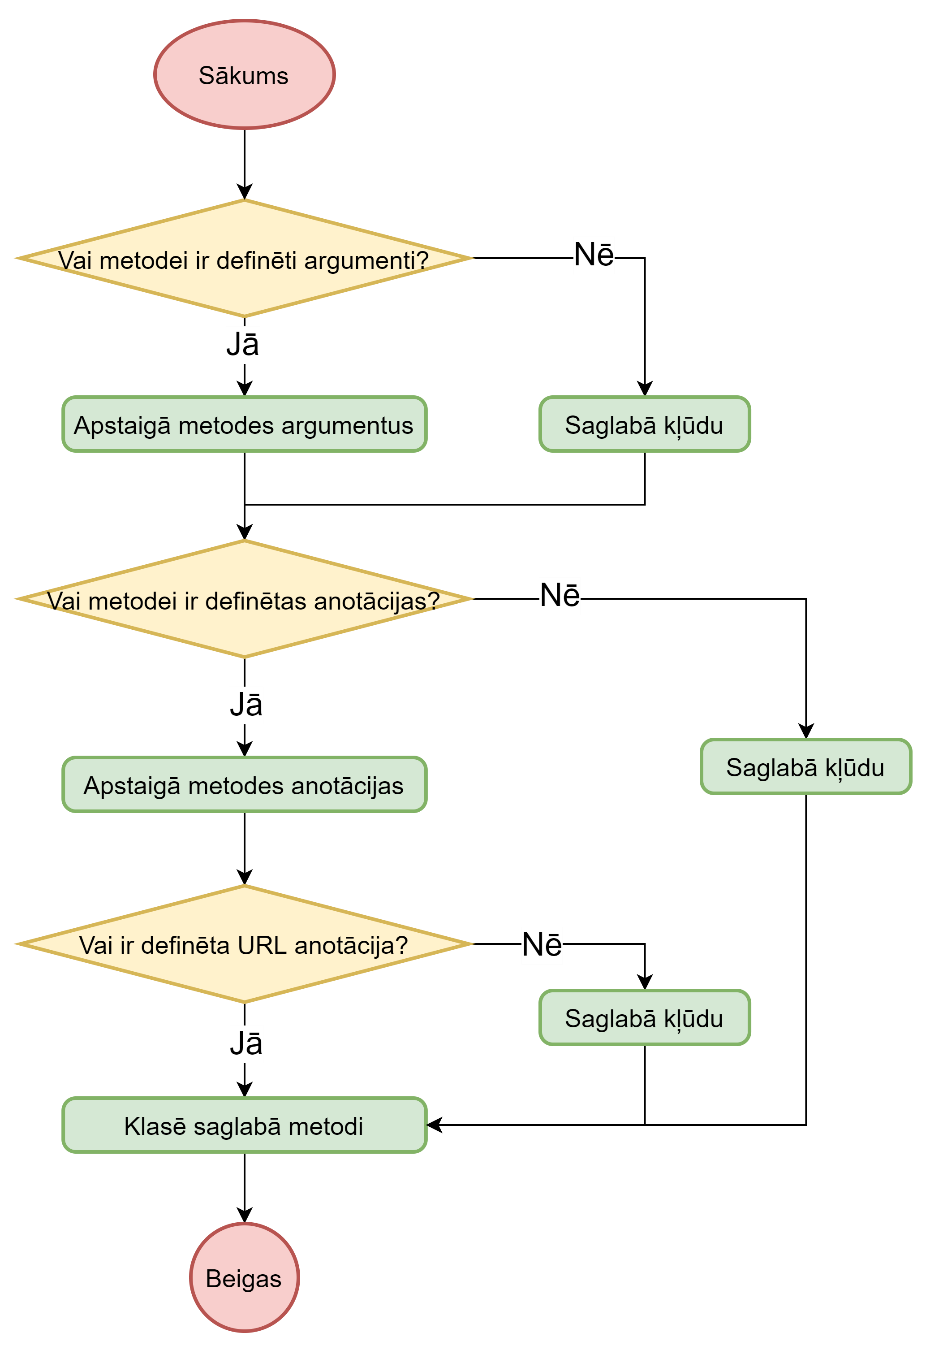 Sākums
Vai metodei ir definēti argumenti?
Nē
Jā
Apstaigā metodes argumentus
Saglabā kļūdu
Vai metodei ir definētas anotācijas?
Nē
Jā
Saglabā kļūdu
Apstaigā metodes anotācijas
Vai ir definēta URL anotācija?
Nē
Saglabā kļūdu
Jā
Klasē saglabā metodi
Beigas